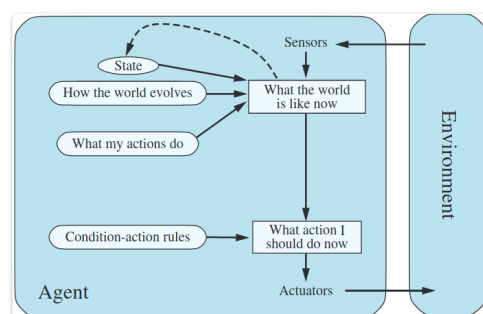 Sensors
State
How the world evolves
What the world
is like now
What my actions do
Condition-action rules
What action I
should do now
Agent
Actuators
Environment